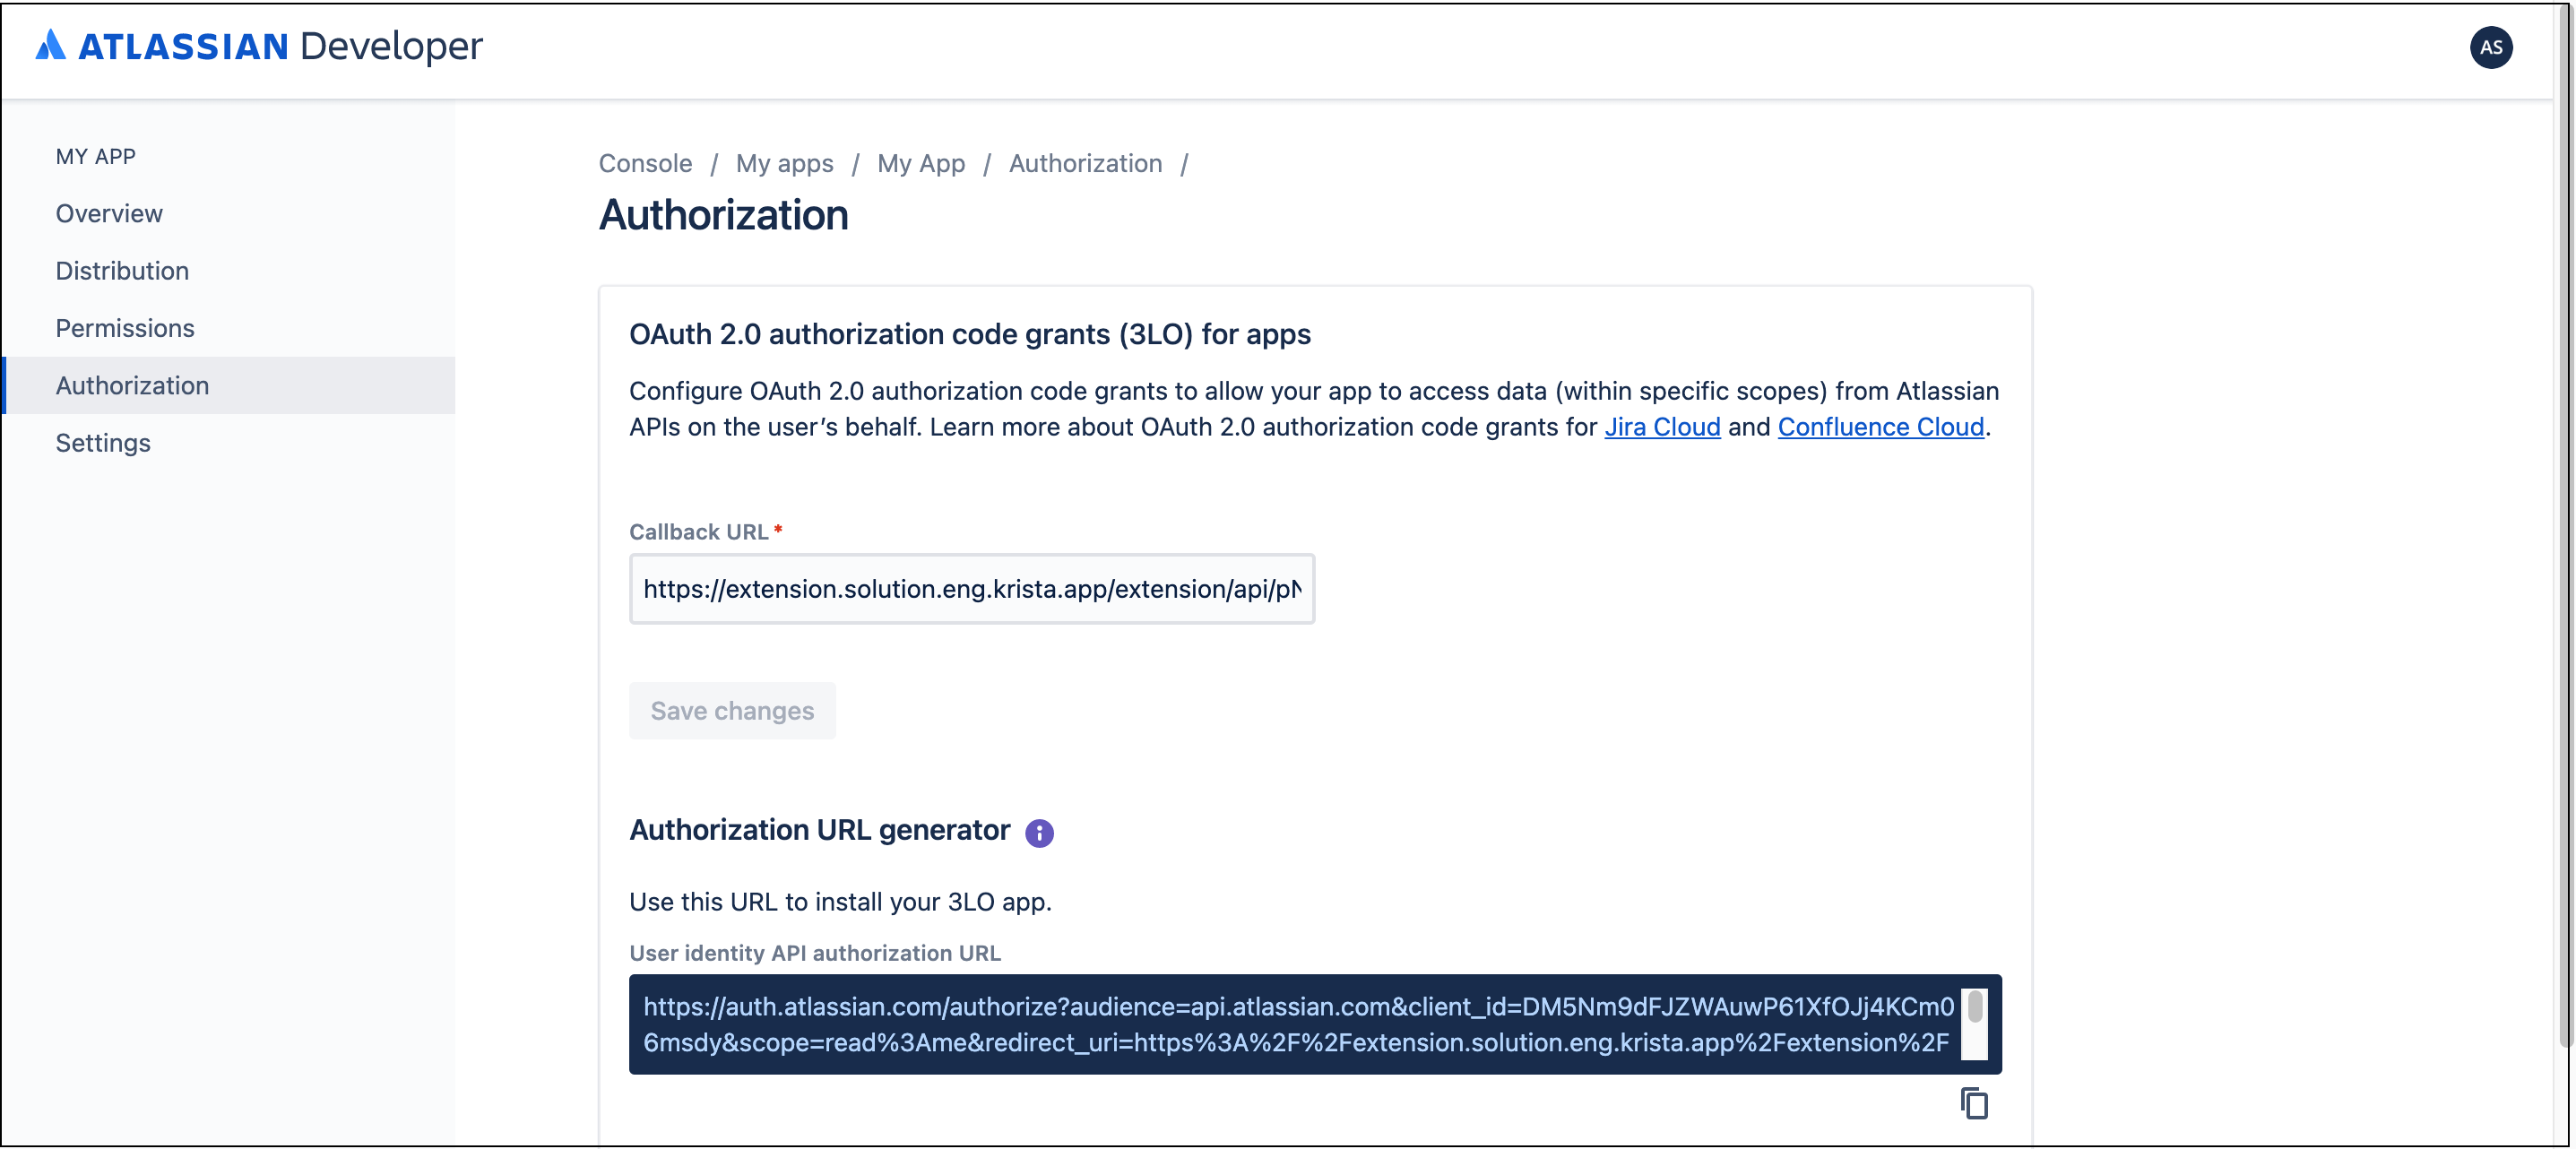 ATLASSIAN Developer
AS
MY APP
Overview
Distribution
Permissions
Authorization
Settings
Console / My apps / My App / Authorization /
Authorization
OAuth 2.0 authorization code grants (3LO) for apps
Configure OAuth 2.0 authorization code grants to allow your app to access data (within specific scopes) from Atlassian
APIs on the user’s behalf. Learn more about OAuth 2.0 authorization code grants for Jira Cloud and Confluence Cloud.
Callback URL *
https://extension.solution.eng.krista.app/extension/api/pN
Save changes
Authorization URL generator
Use this URL to install your 3LO app.
User identity API authorization URL
https://auth.atlassian.com/authorize?audience=api.atlassian.com&client_id=DM5Nm9dFJZWAuwP61XfOJj4KCm0
6msdy&scope=read%3Ame&redirect_uri=https%3A%2F%2Fextension.solution.eng.krista.app%2Fextension%2F